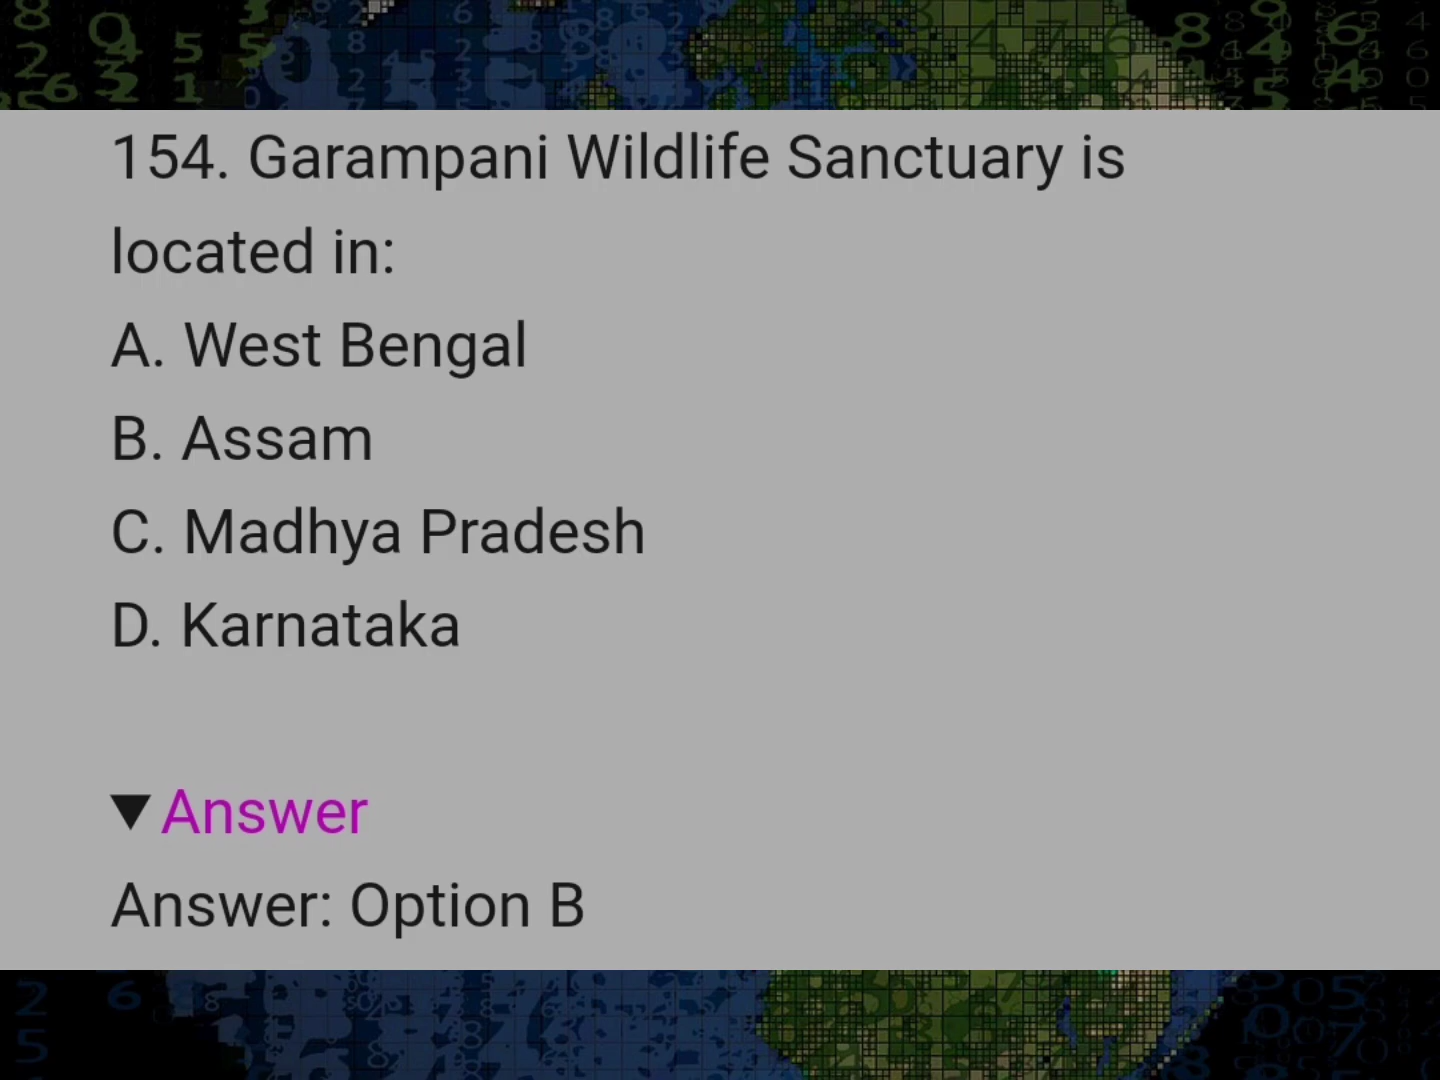 154. Garampani Wildlife Sanctuary is
located in:
A. West Bengal
B. Assam
C. Madhya Pradesh
D. Karnataka
▼ Answer
Answer: Option B